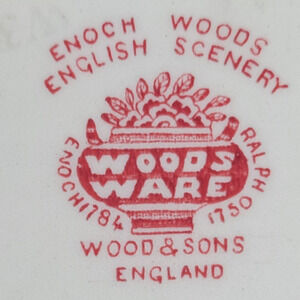 ENOCH WOODS
ENGLISH SCENERY
WOODS
WARE
ENOCH 1784
RALPH 1750
WOOD & SONS
ENGLAND